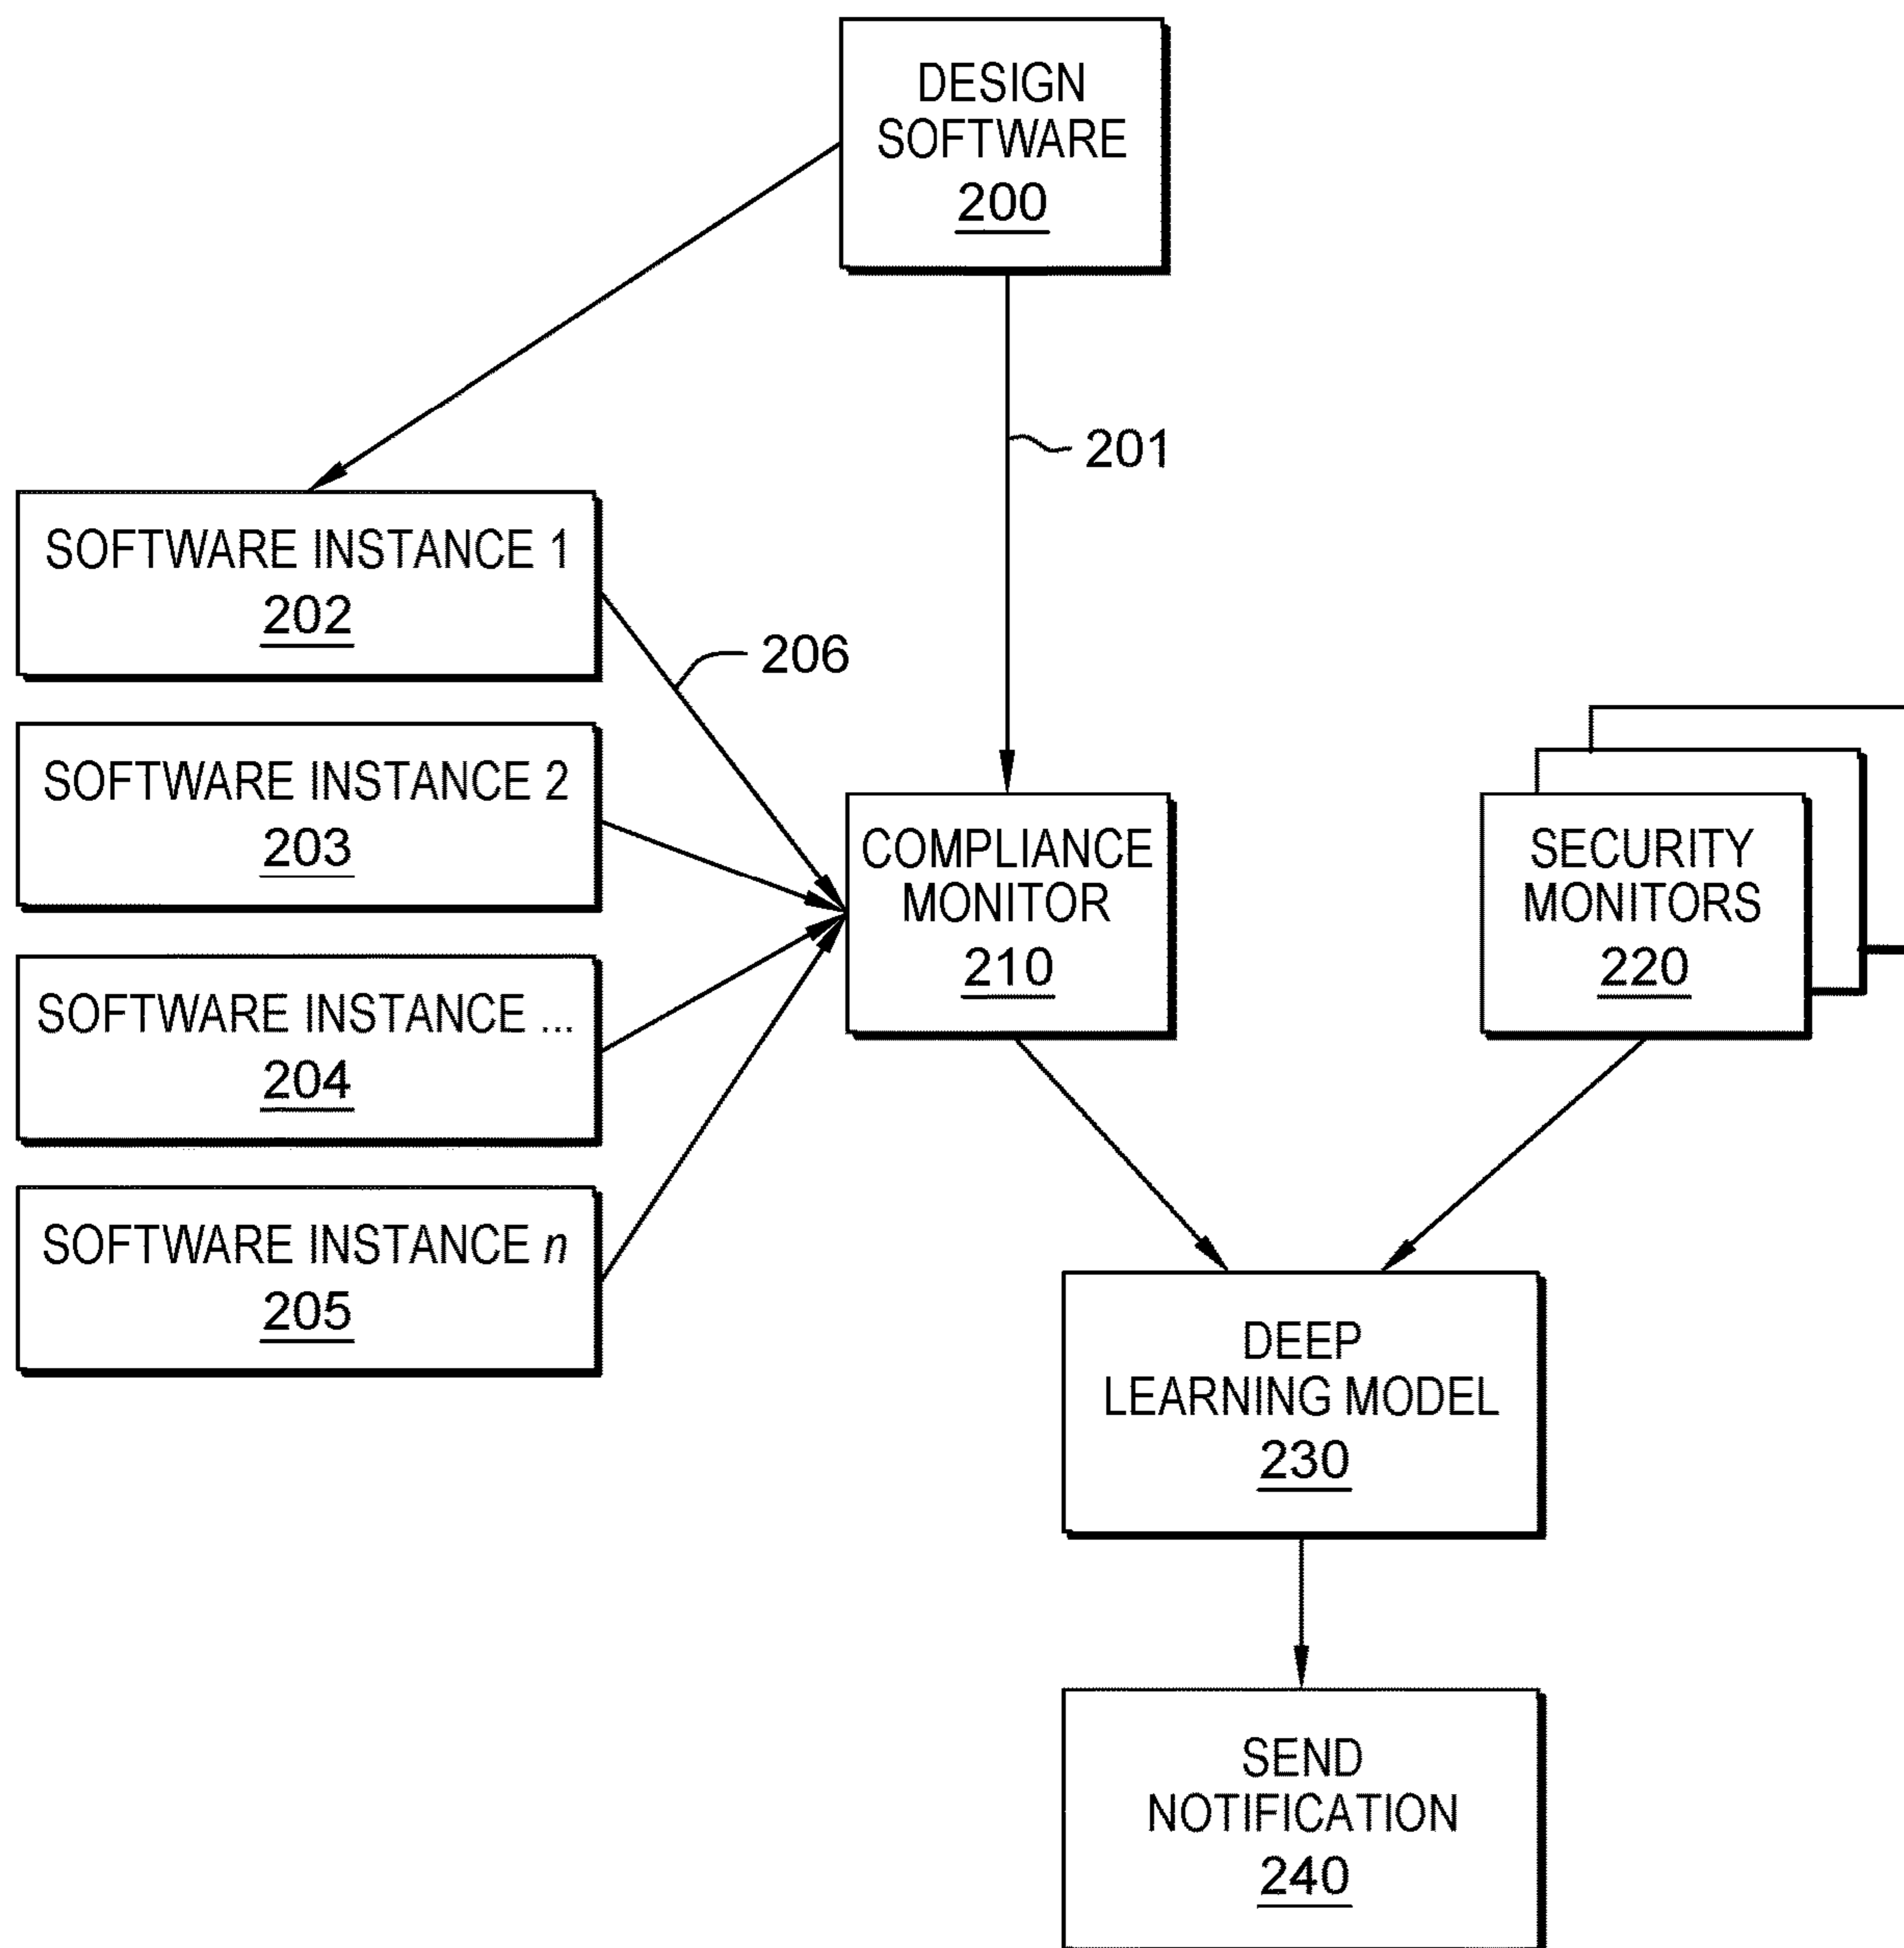 DESIGN
SOFTWARE
200
201
SOFTWARE INSTANCE 1
202
206
SOFTWARE INSTANCE 2
203
SOFTWARE INSTANCE ...
204
SOFTWARE INSTANCE n
205
COMPLIANCE
MONITOR
210
SECURITY
MONITORS
220
DEEP
LEARNING MODEL
230
SEND
NOTIFICATION
240